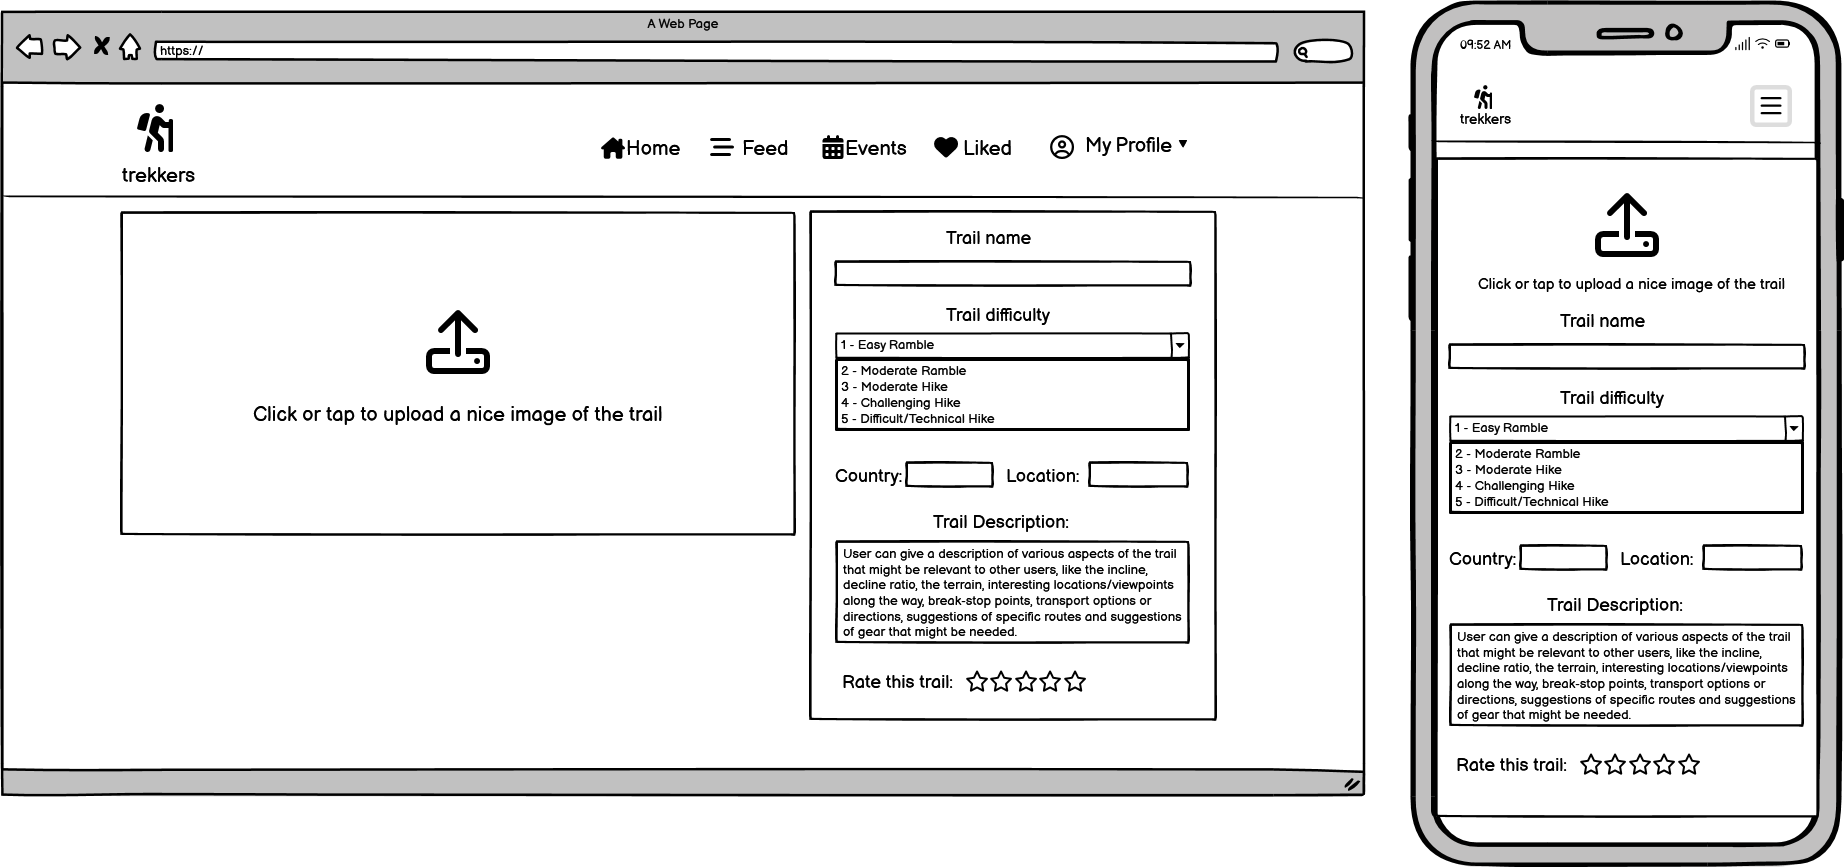 A Web Page
https://
trekkers
Home Feed Events Liked My Profile
Click or tap to upload a nice image of the trail
Trail name
Trail difficulty
1 - Easy Ramble
2 - Moderate Ramble
3 - Moderate Hike
4 - Challenging Hike
5 - Difficult/Technical Hike
Country: Location:
Trail Description:
User can give a description of various aspects of the trail
that might be relevant to other users, like the incline,
decline ratio, the terrain, interesting locations/viewpoints
along the way, break-stop points, transport options or
directions, suggestions of specific routes and suggestions
of gear that might be needed.
Rate this trail:
09:52 AM
trekkers
Click or tap to upload a nice image of the trail
Trail name
Trail difficulty
1 - Easy Ramble
2 - Moderate Ramble
3 - Moderate Hike
4 - Challenging Hike
5 - Difficult/Technical Hike
Country: Location:
Trail Description:
User can give a description of various aspects of the trail
that might be relevant to other users, like the incline,
decline ratio, the terrain, interesting locations/viewpoints
along the way, break-stop points, transport options or
directions, suggestions of specific routes and suggestions
of gear that might be needed.
Rate this trail: